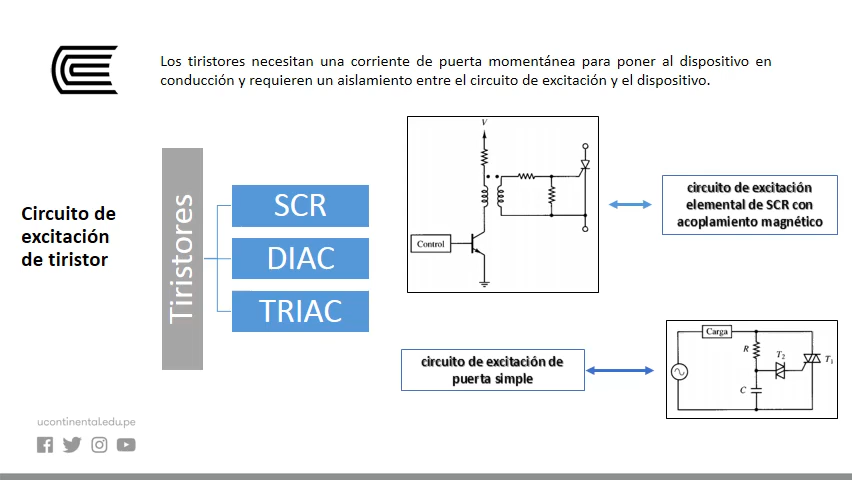 Los tiristores necesitan una corriente de puerta momentánea para poner al dispositivo en
conducción y requieren un aislamiento entre el circuito de excitación y el dispositivo.
Circuito de
excitación
de tiristor
Tiristores
SCR
DIAC
TRIAC
V
Control
circuito de excitación
elemental de SCR con
acoplamiento magnético
circuito de excitación de
puerta simple
Carga
R
T2
T1
C
ucontinental.edu.pe